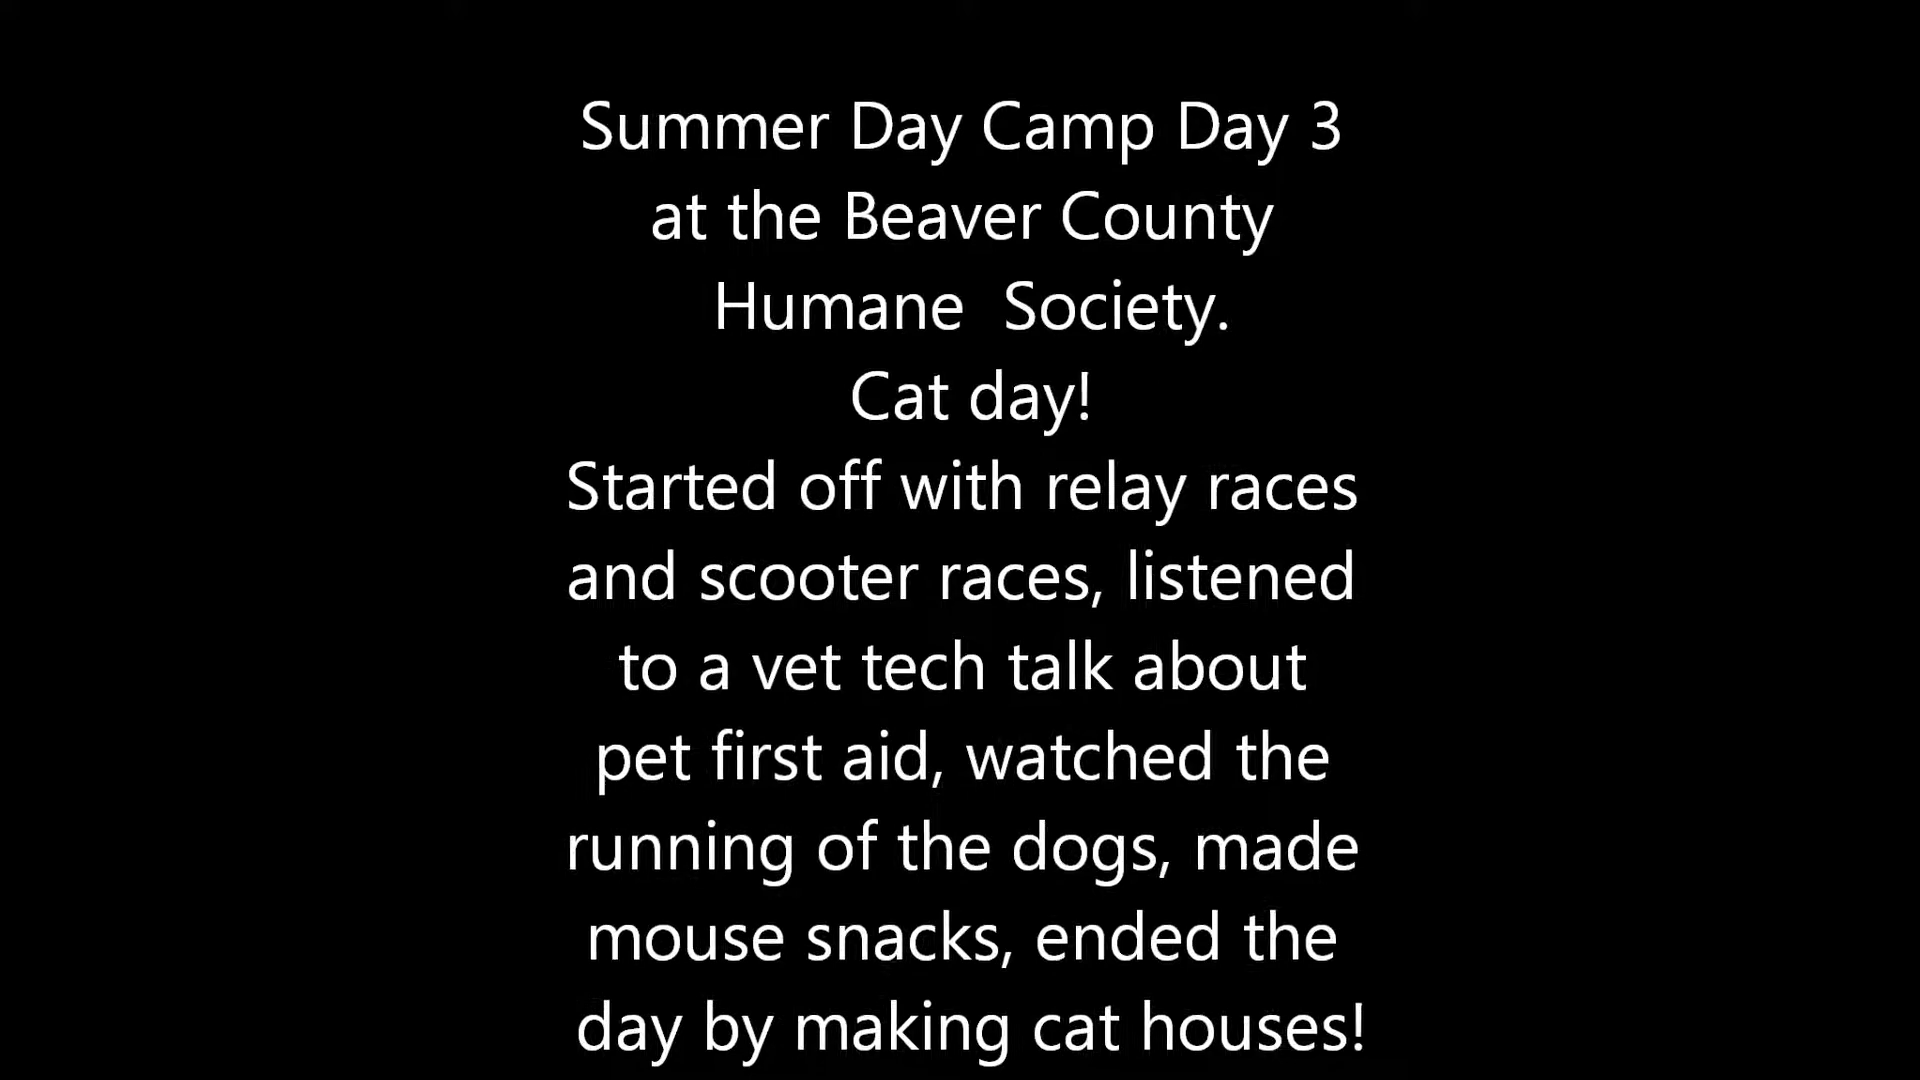 Summer Day Camp Day 3
at the Beaver County
Humane  Society.
Cat day!
Started off with relay races
and scooter races, listened
to a vet tech talk about
pet first aid, watched the
running of the dogs, made
mouse snacks, ended the
day by making cat houses!